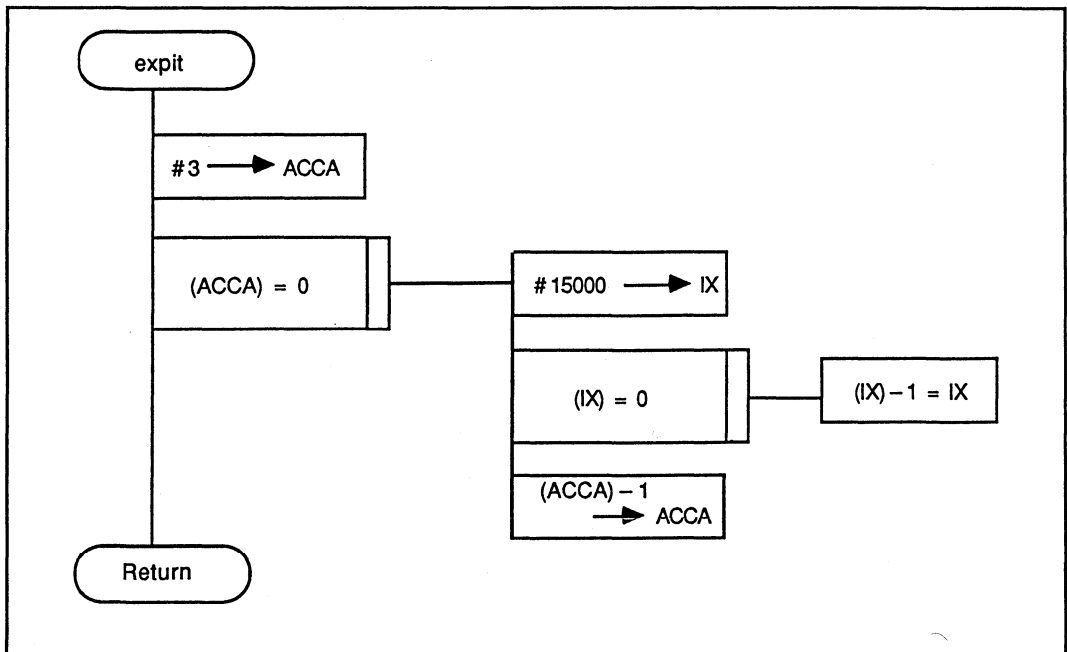 expit
#3 → ACCA
(ACCA) = 0
#15000 → IX
(IX) = 0
(IX) – 1 = IX
(ACCA) – 1
→ ACCA
Return